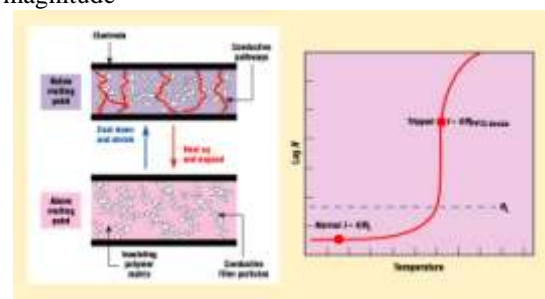 magnitude
Electrode
Conductive
pathways
Below
melting
point
Cool down
and shrink
Heat up
and expand
Above
melting
point
Insulating
polymer
matrix
Conductive
filler particles
Log R
Tripped
device
Normal
Temperature